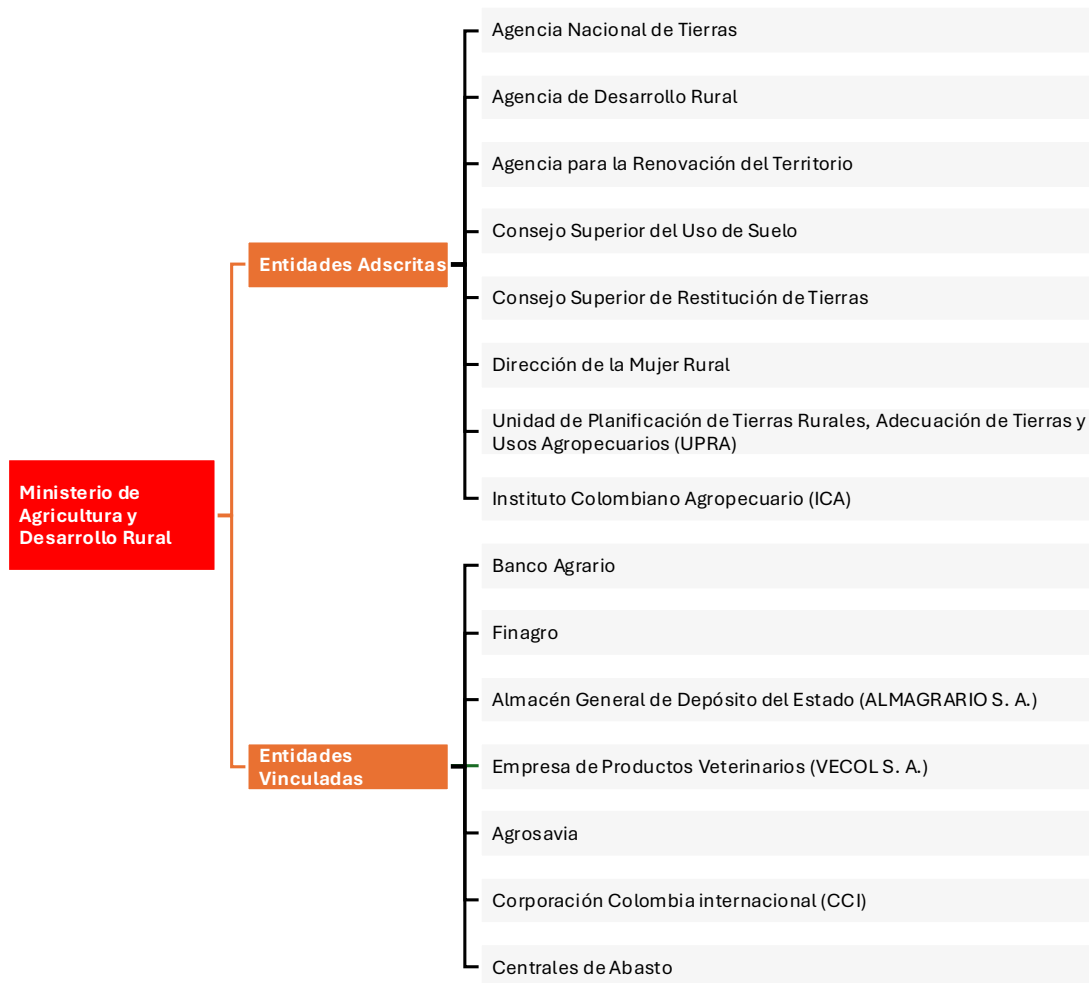 Agencia Nacional de Tierras
Agencia de Desarrollo Rural
Agencia para la Renovación del Territorio
Consejo Superior del Uso de Suelo
Entidades Adscritas
Consejo Superior de Restitución de Tierras
Dirección de la Mujer Rural
Unidad de Planificación de Tierras Rurales, Adecuación de Tierras y
Usos Agropecuarios (UPRA)
Instituto Colombiano Agropecuario (ICA)
Ministerio de
Agricultura y
Desarrollo Rural
Banco Agrario
Finagro
Almacén General de Depósito del Estado (ALMAGRARIO S. A.)
Entidades
Vinculadas
Empresa de Productos Veterinarios (VECOL S. A.)
Agrosavia
Corporación Colombia internacional (CCI)
Centrales de Abasto